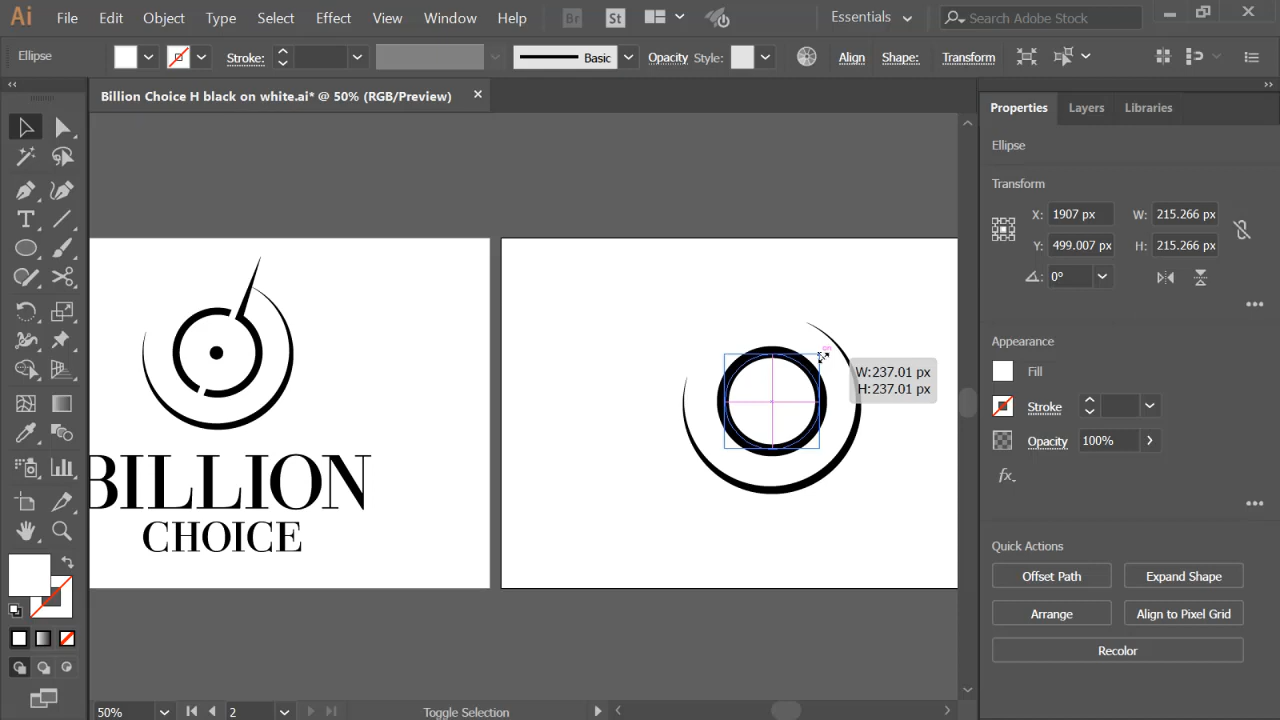 Ai File Edit Object Type Select Effect View Window Help Br St Essentials Search Adobe Stock
Ellipse Stroke: Basic Opacity Style: Align Shape: Transform
Billion Choice H black on white.ai* @ 50% (RGB/Preview)
Properties Layers Libraries
Ellipse
Transform
X: 1907 px W: 215.266 px
Y: 499.007 px H: 215.266 px
0°
Appearance
Fill
Stroke
Opacity 100%
fx.
Quick Actions
Offset Path Expand Shape
Arrange Align to Pixel Grid
Recolor
W:237.01 px
H:237.01 px
BILLION
CHOICE
50% 2 Toggle Selection